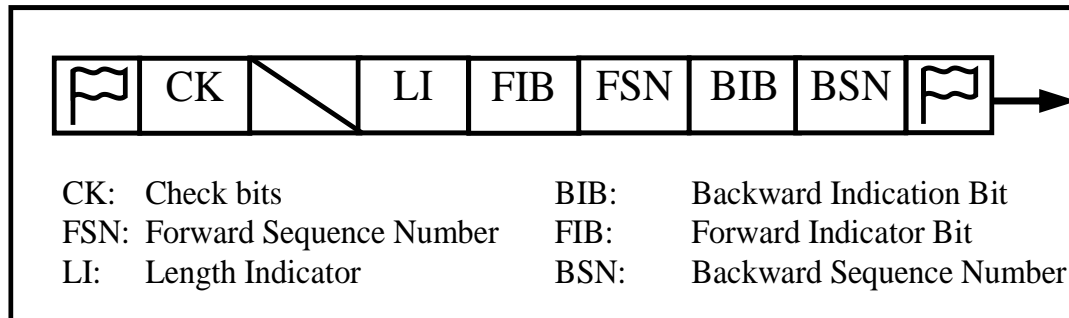 CK LI FIB FSN BIB BSN
CK: Check bits BIB: Backward Indication Bit
FSN: Forward Sequence Number FIB: Forward Indicator Bit
LI: Length Indicator BSN: Backward Sequence Number